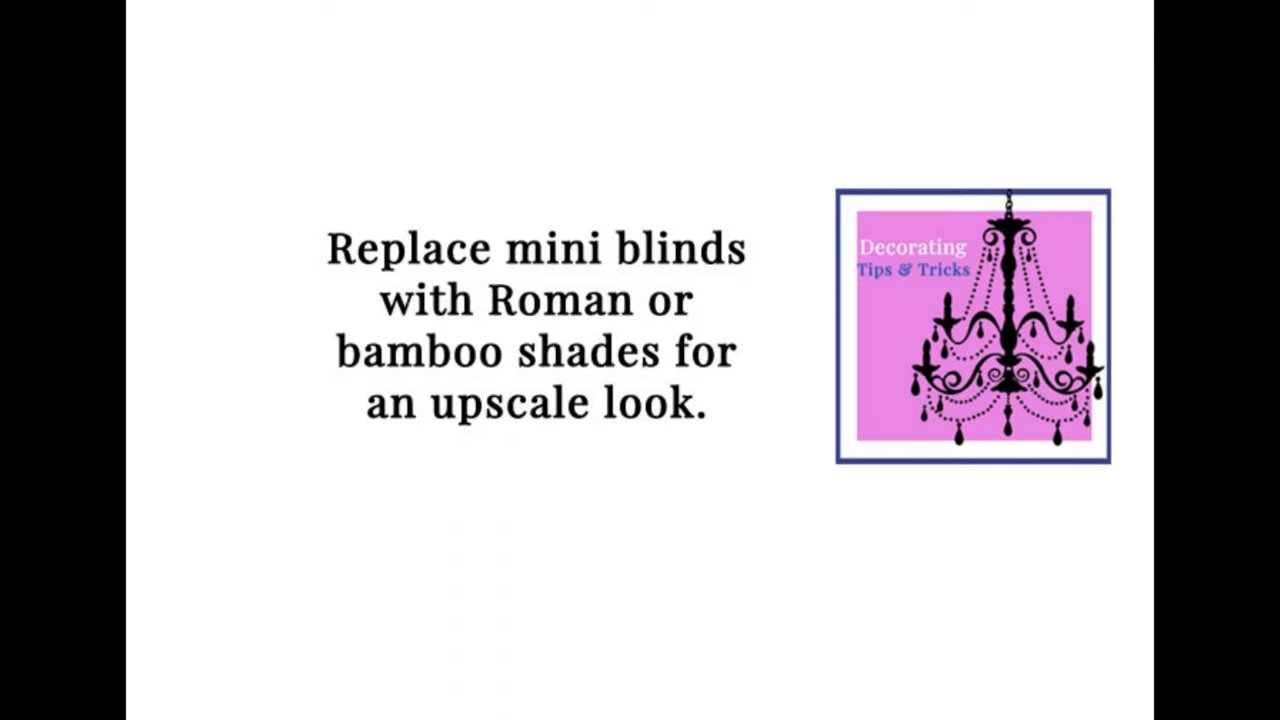 Replace mini blinds
with Roman or
bamboo shades for
an upscale look.
Decorating
Tips & Tricks